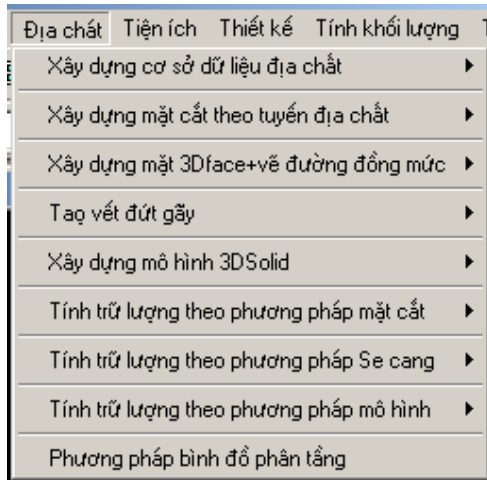 Địa chất Tiện ích Thiết kế Tính khối lượng
Xây dựng cơ sở dữ liệu địa chất
Xây dựng mặt cắt theo tuyến địa chất
Xây dựng mặt 3Dface+vẽ đường đồng mức
Taọ vết đứt gãy
Xây dựng mô hình 3DSolid
Tính trữ lượng theo phương pháp mặt cắt
Tính trữ lượng theo phương pháp Se cang
Tính trữ lượng theo phương pháp mô hình
Phương pháp bình đồ phân tầng